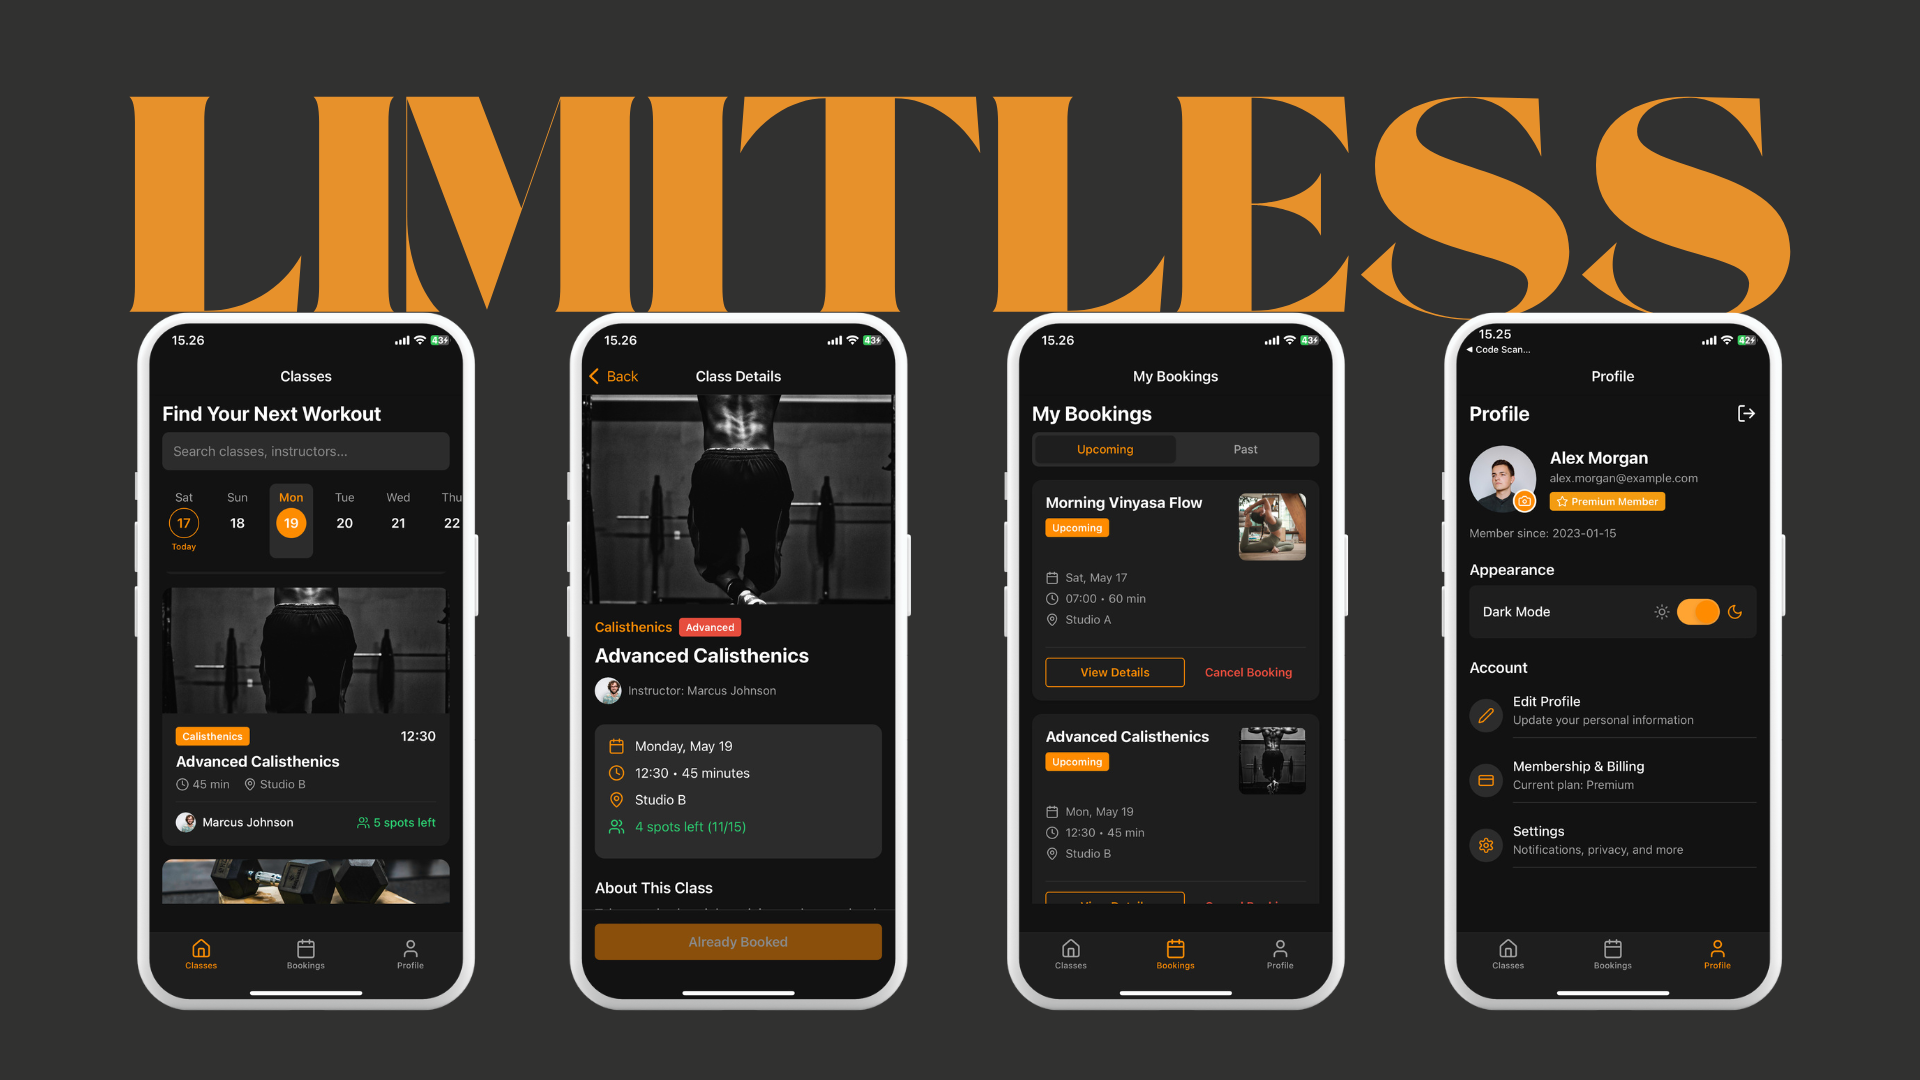 LIMITLESS
15.26
43
Classes
Find Your Next Workout
Search classes, instructors...
Sat Sun Mon Tue Wed Thu
17 18 19 20 21 22
Today
Calisthenics 12:30
Advanced Calisthenics
45 min Studio B
Marcus Johnson 5 spots left
Classes Bookings Profile
15.26
43
Back Class Details
Calisthenics Advanced
Advanced Calisthenics
Instructor: Marcus Johnson
Monday, May 19
12:30 • 45 minutes
Studio B
4 spots left (11/15)
About This Class
Already Booked
15.26
43
My Bookings
My Bookings
Upcoming Past
Morning Vinyasa Flow
Upcoming
Sat, May 17
07:00 • 60 min
Studio A
View Details Cancel Booking
Advanced Calisthenics
Upcoming
Mon, May 19
12:30 • 45 min
Studio B
Classes Bookings Profile
15.25
42
◀ Code Scan...
Profile
Profile
Alex Morgan
alex.morgan@example.com
Premium Member
Member since: 2023-01-15
Appearance
Dark Mode
Account
Edit Profile
Update your personal information
Membership & Billing
Current plan: Premium
Settings
Notifications, privacy, and more
Classes Bookings Profile